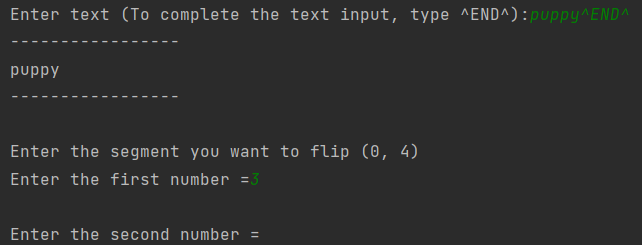 Enter text (To complete the text input, type ^END^):puppy^END^
-----------------
puppy
-----------------
Enter the segment you want to flip (0, 4)
Enter the first number =3
Enter the second number =